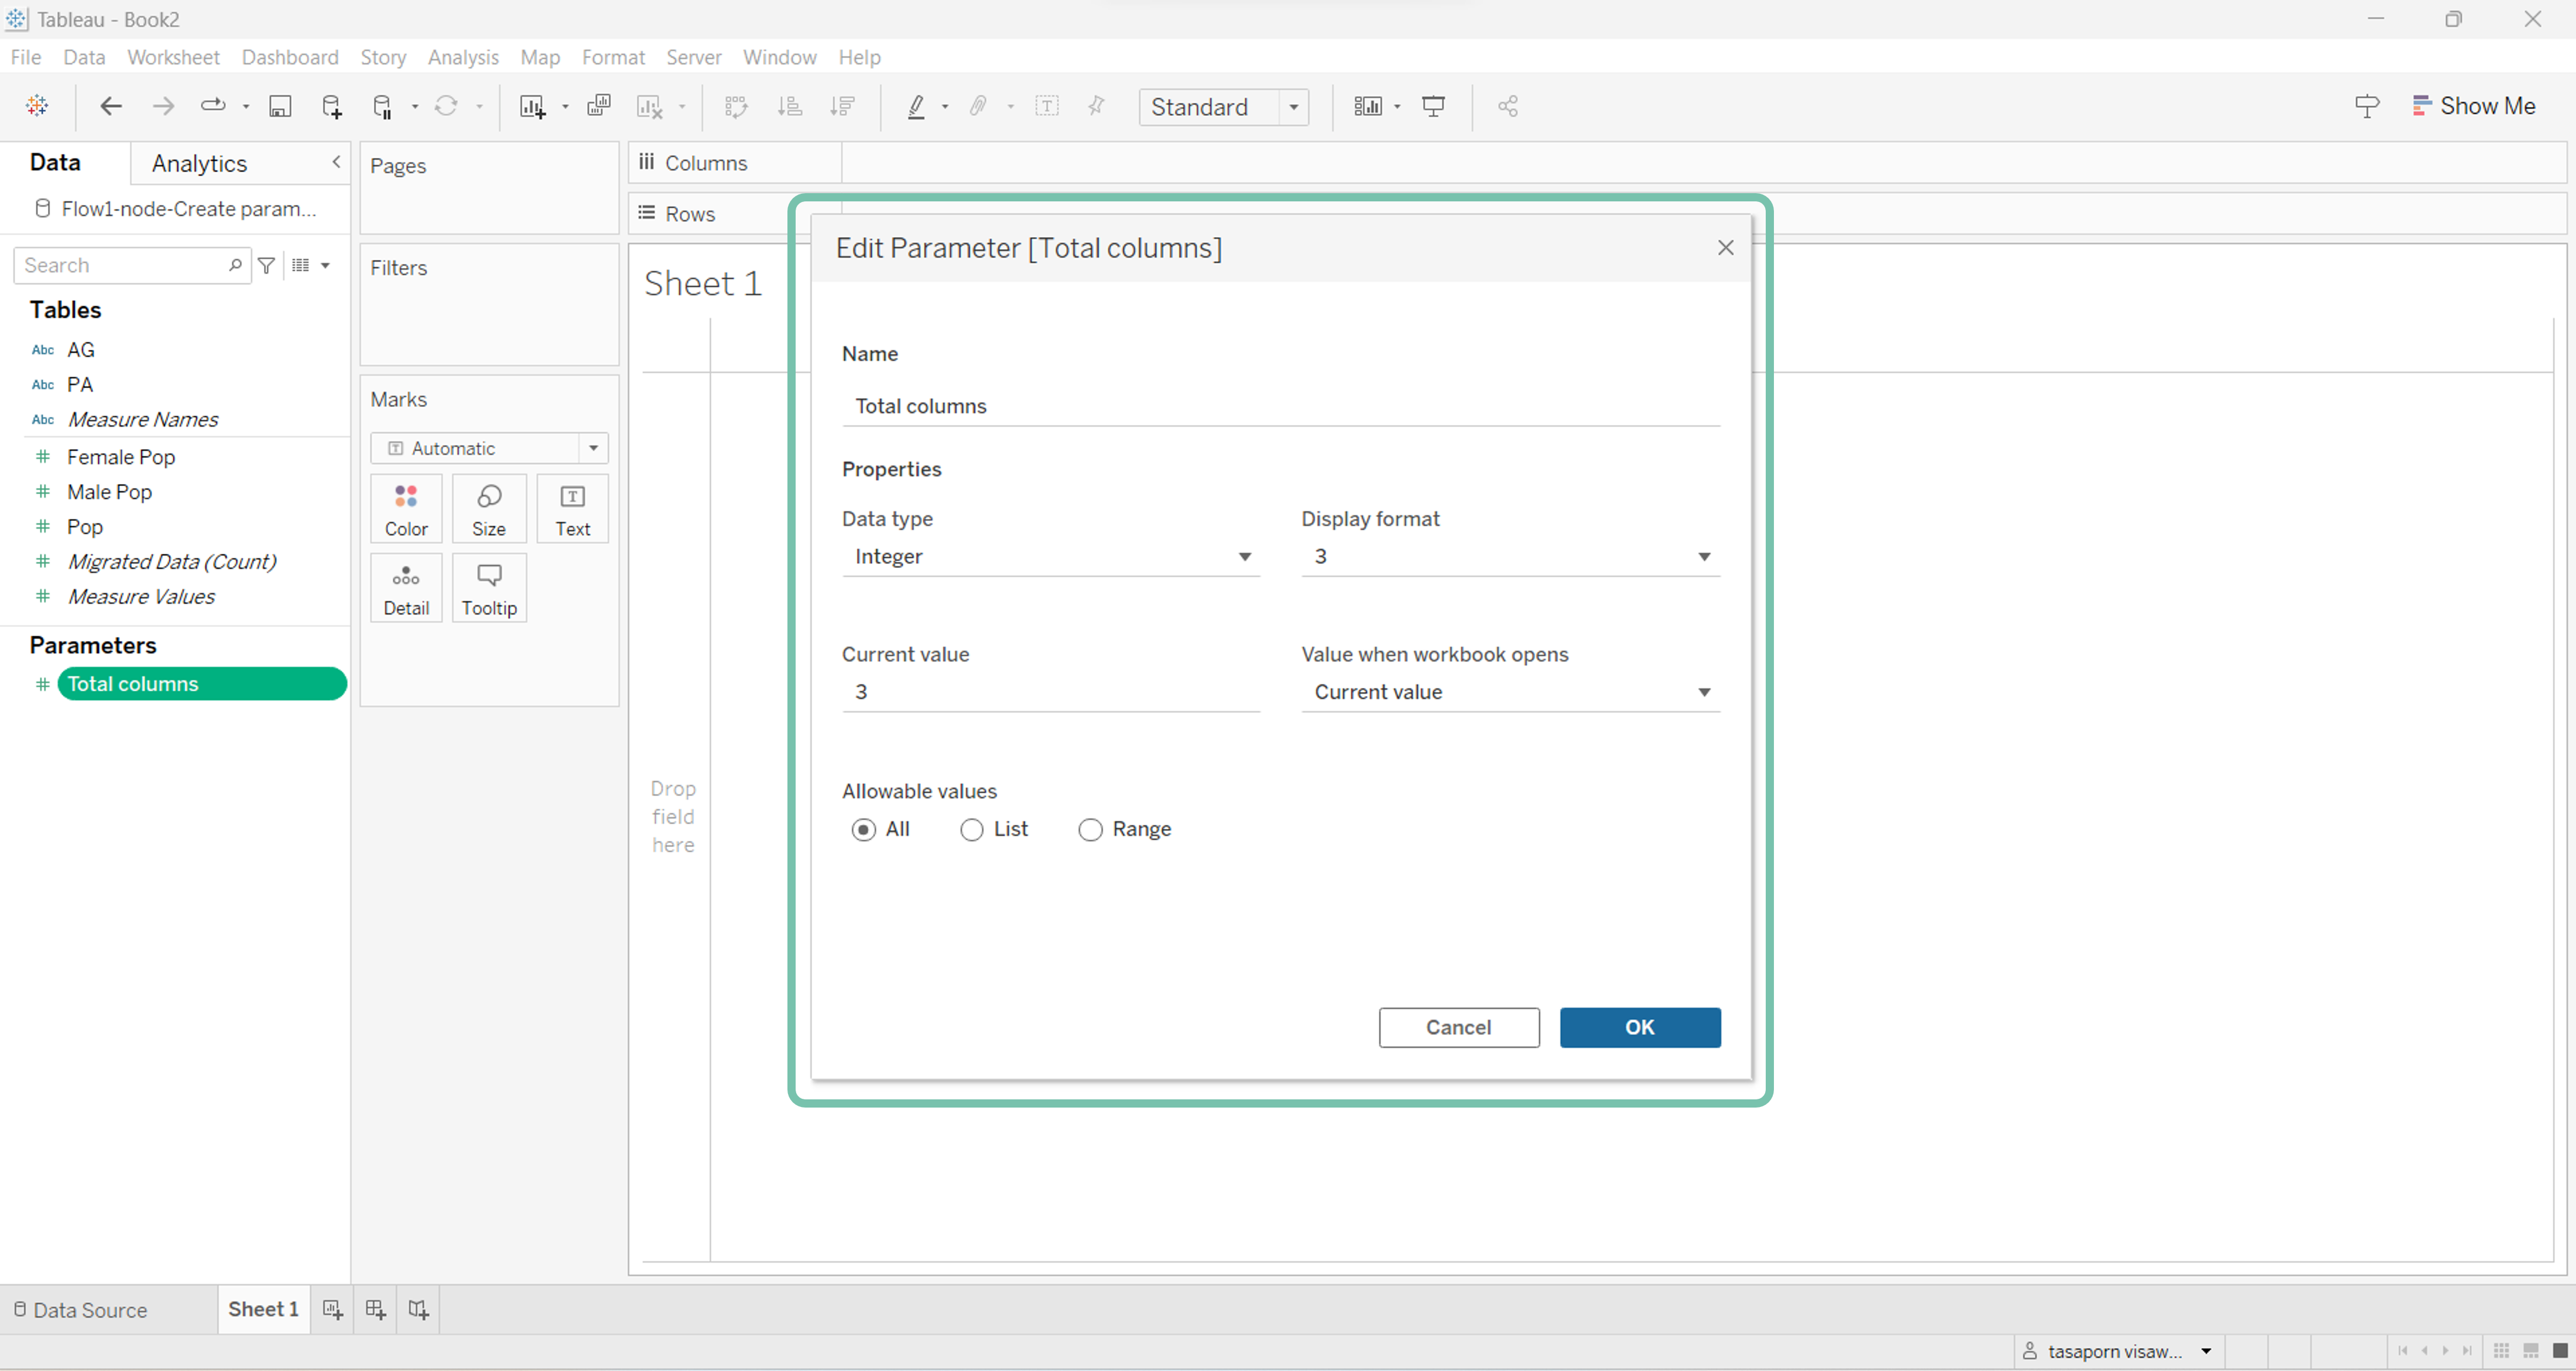 Tableau - Book2
File Data Worksheet Dashboard Story Analysis Map Format Server Window Help
Standard
Show Me
Data
Analytics
Flow1-node-Create param...
Search
Tables
Abc AG
Abc PA
Abc Measure Names
# Female Pop
# Male Pop
# Pop
# Migrated Data (Count)
# Measure Values
Parameters
# Total columns
Pages
Filters
Marks
Automatic
Color
Size
Text
Detail
Tooltip
Columns
Rows
Sheet 1
Drop
field
here
Edit Parameter [Total columns]
Name
Total columns
Properties
Data type
Display format
Integer
3
Current value
Value when workbook opens
3
Current value
Allowable values
All
List
Range
Cancel
OK
Data Source
Sheet 1
tasaporn visaw...